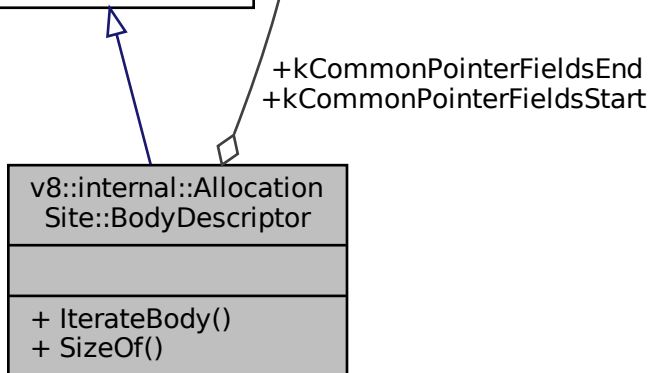 +kCommonPointerFieldsEnd
+kCommonPointerFieldsStart
v8::internal::Allocation
Site::BodyDescriptor
+ IterateBody()
+ SizeOf()